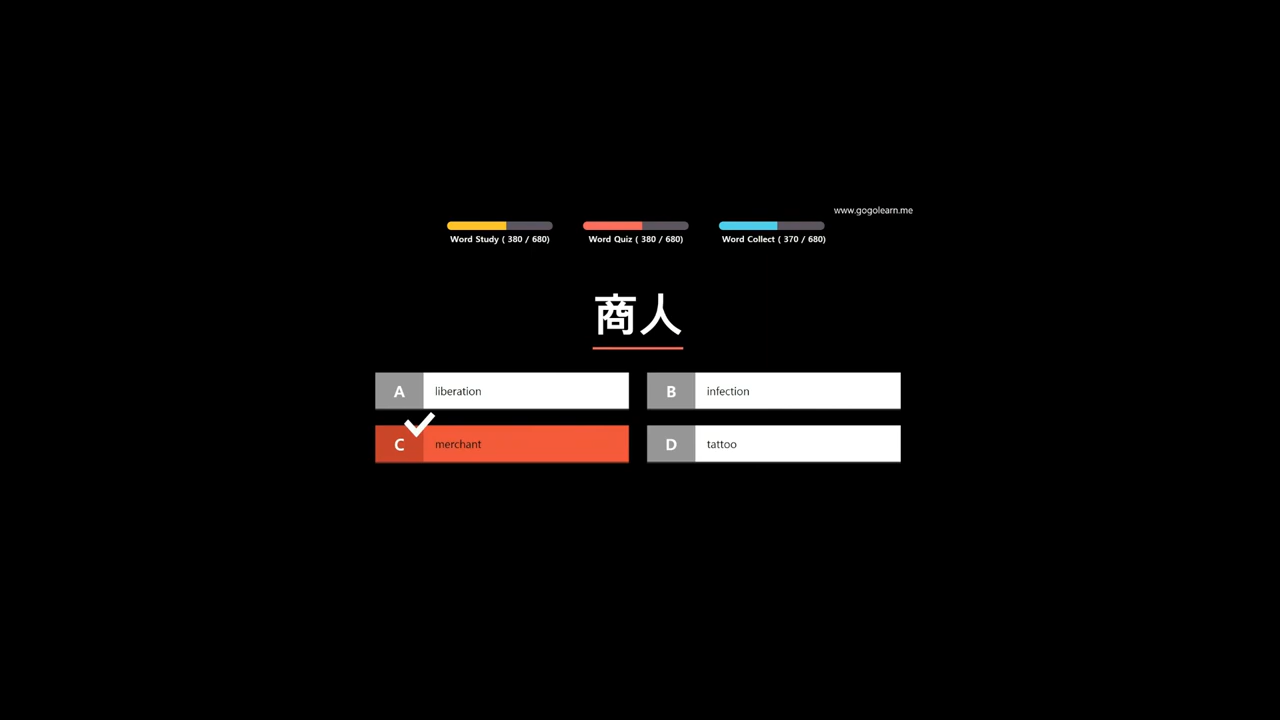 www.gogolearn.me
Word Study ( 380 / 680)
Word Quiz ( 380 / 680)
Word Collect ( 370 / 680)
商人
A liberation
B infection
C merchant
D tattoo